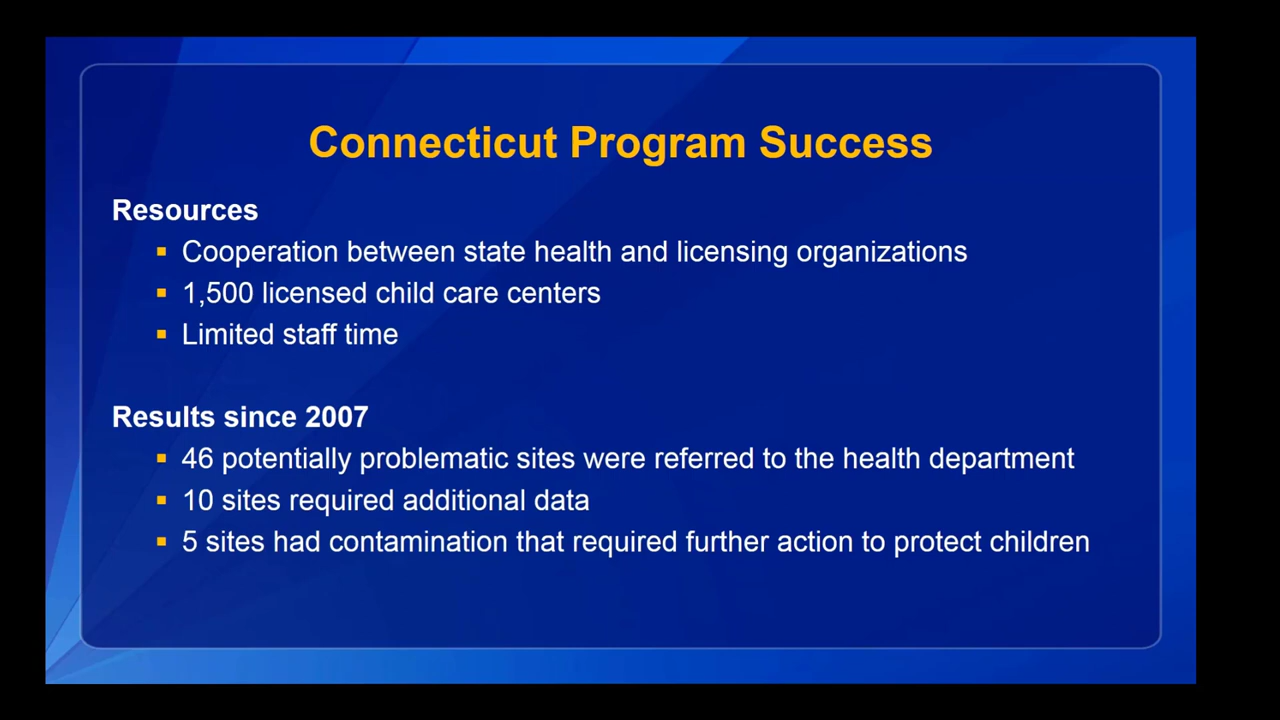 Connecticut Program Success
Resources
▪ Cooperation between state health and licensing organizations
▪ 1,500 licensed child care centers
▪ Limited staff time
Results since 2007
▪ 46 potentially problematic sites were referred to the health department
▪ 10 sites required additional data
▪ 5 sites had contamination that required further action to protect children